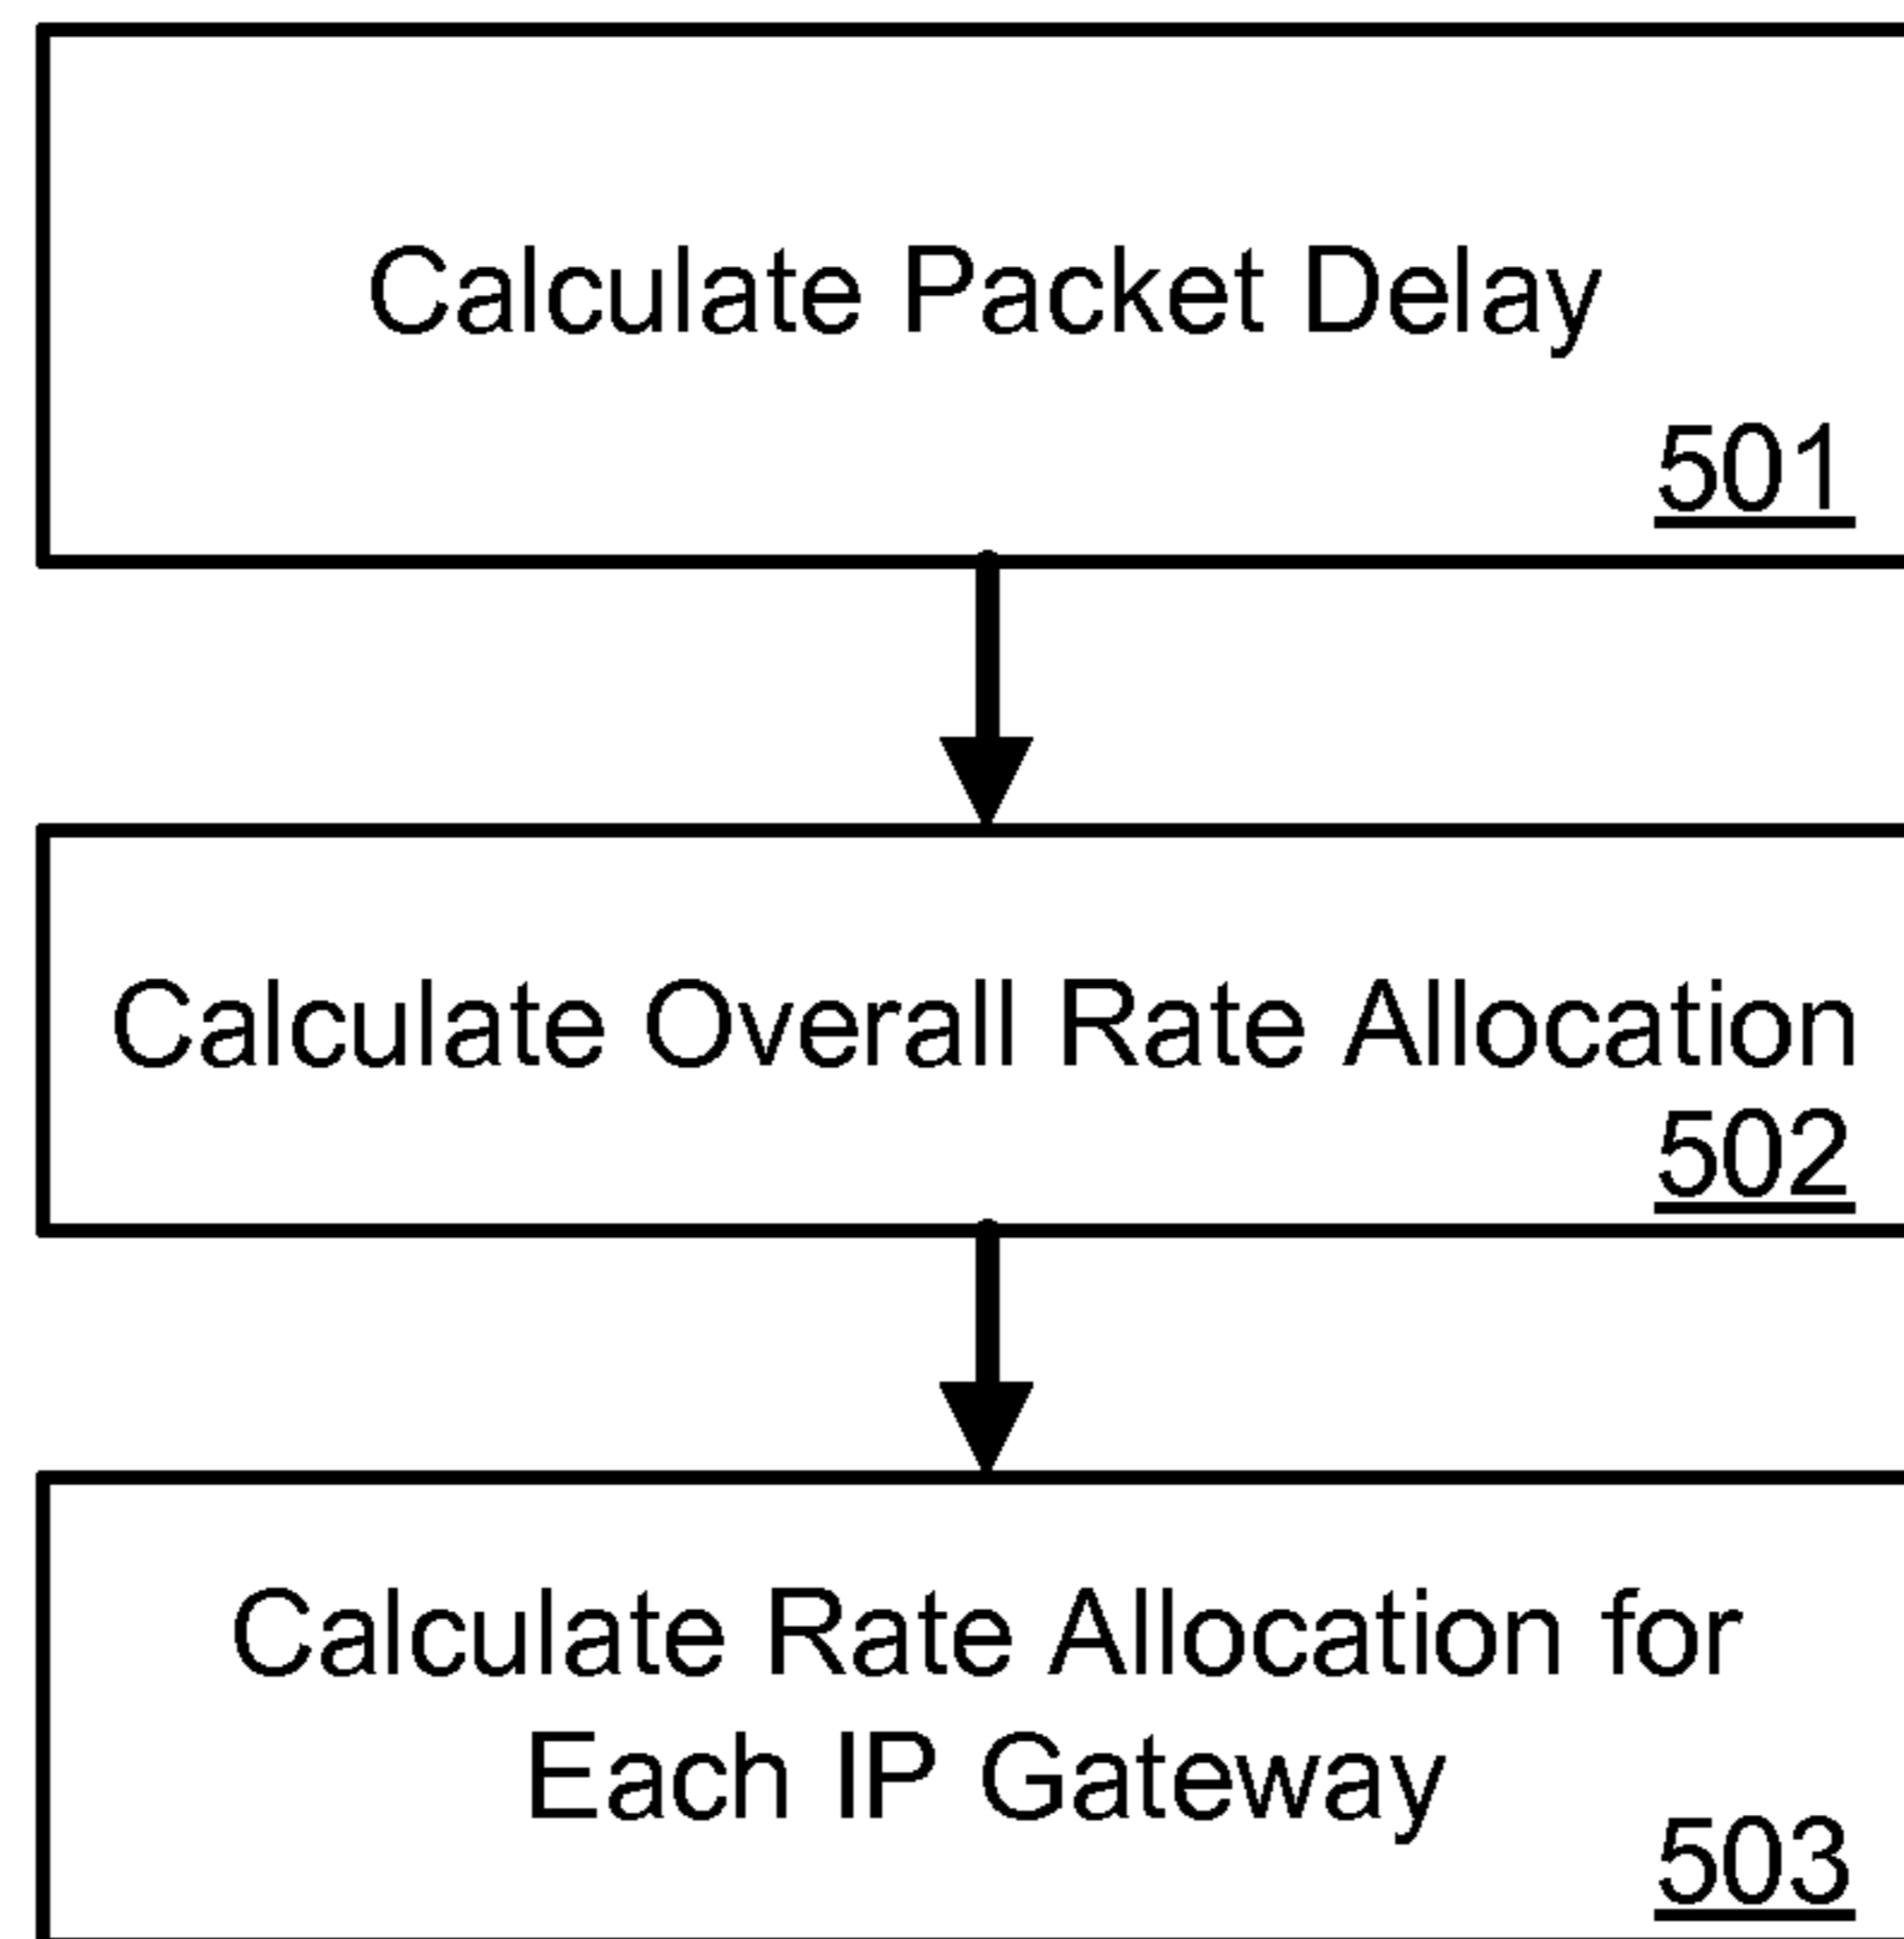 Calculate Packet Delay
501
Calculate Overall Rate Allocation
502
Calculate Rate Allocation for
Each IP Gateway
503